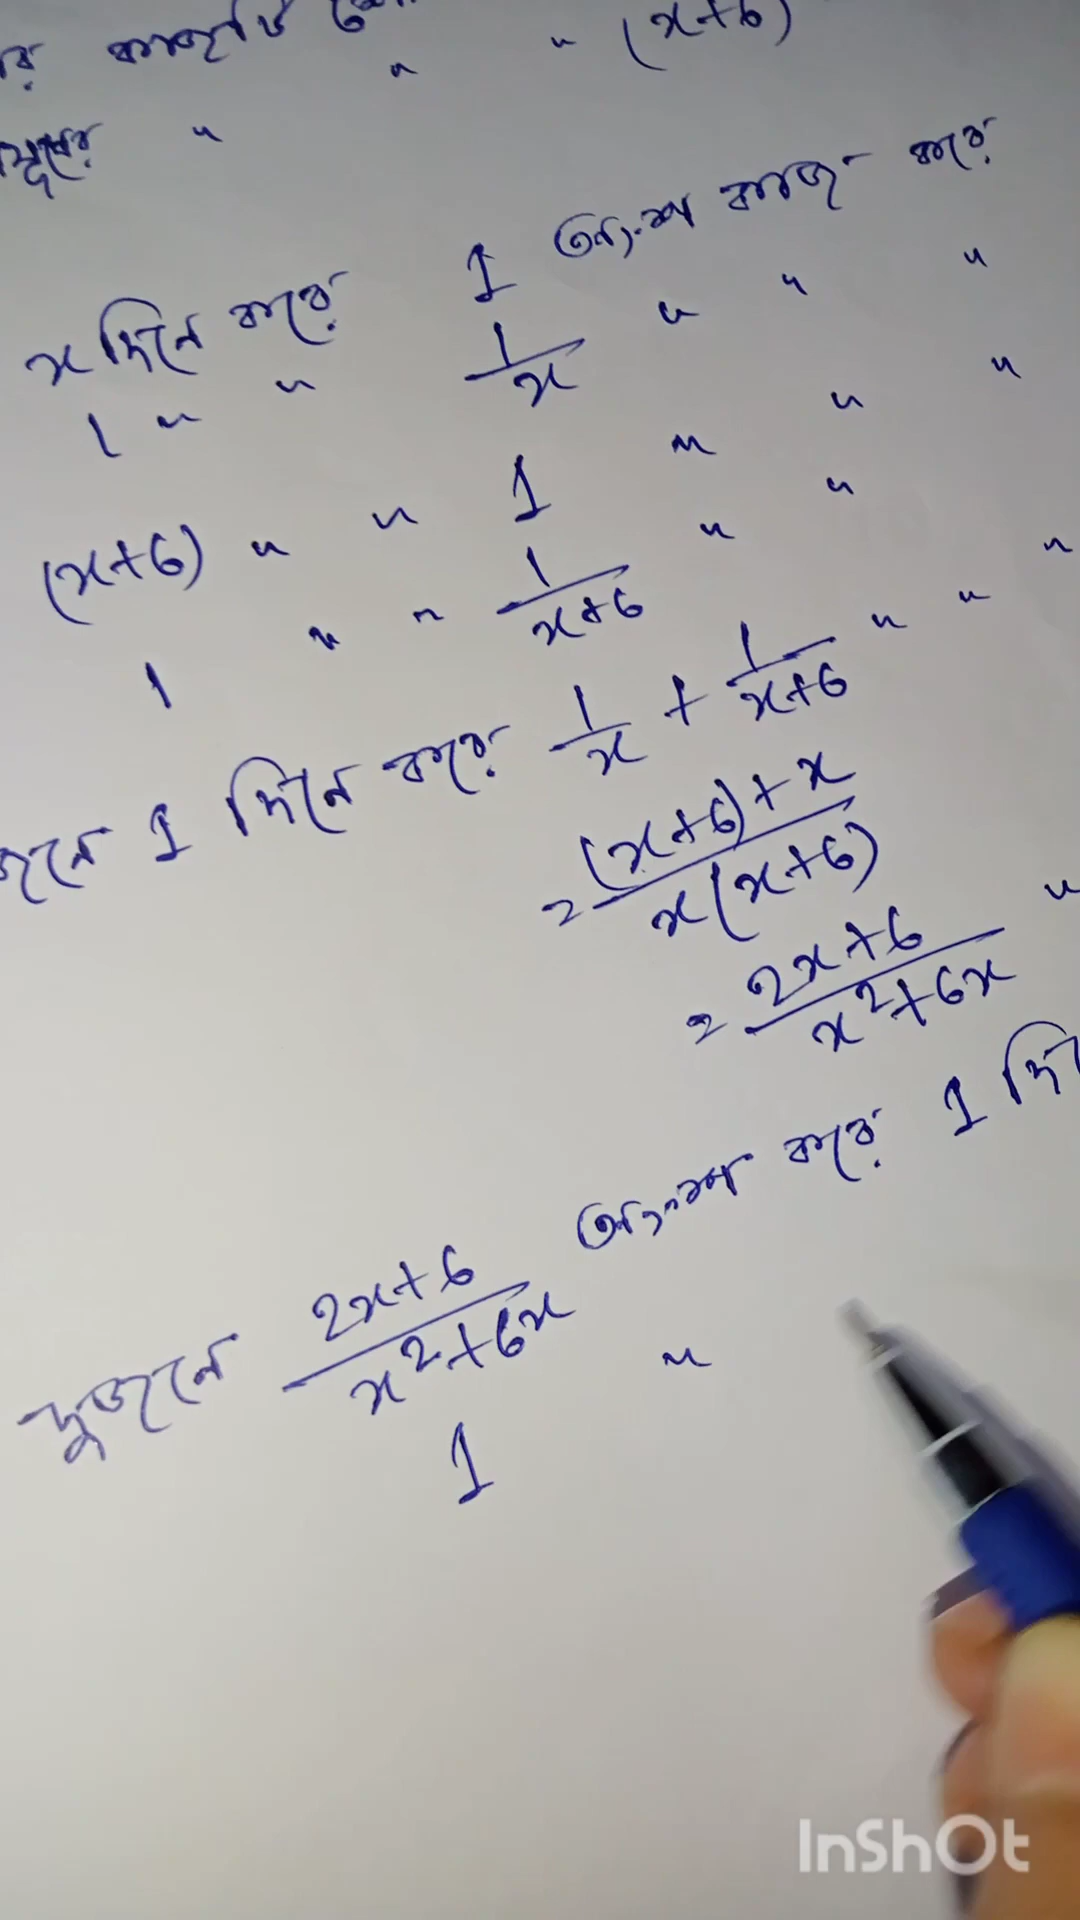 র কাজটি
" " (x+6)
"
x দিনে করে 1 অংশ কাজ করে
1 " " 1/x " " "
(x+6) " " 1 " " "
1 " " 1/x+6 " "
জনে 1 দিনে করে 1/x + 1/x+6 " " "
= (x+6)+x / x(x+6)
= 2x+6 / x²+6x "
দুজনে 2x+6 / x²+6x অংশ করে 1 দি
1 "
InShOt